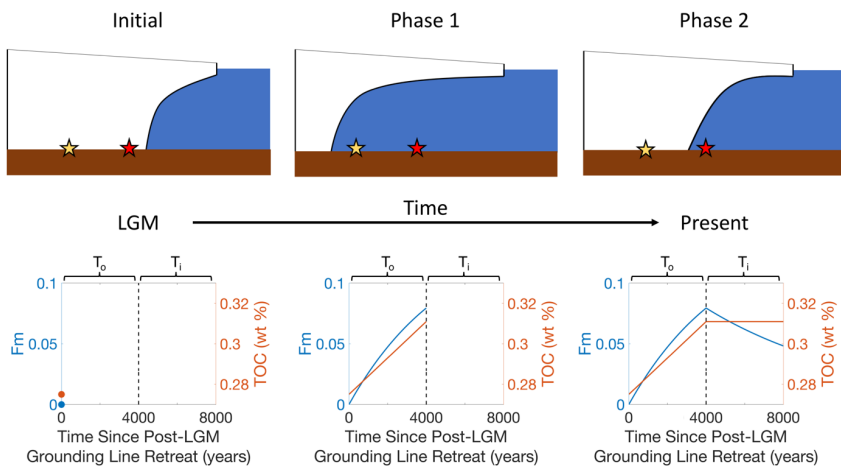 Initial
Phase 1
Phase 2
LGM
Time
Present
To
Ti
0.1
0.05
0
Fm
0.32
0.3
0.28
TOC (wt %)
0
4000
8000
Time Since Post-LGM
Grounding Line Retreat (years)
To
Ti
0.1
0.05
0
Fm
0.32
0.3
0.28
TOC (wt %)
0
4000
8000
Time Since Post-LGM
Grounding Line Retreat (years)
To
Ti
0.1
0.05
0
Fm
0.32
0.3
0.28
TOC (wt %)
0
4000
8000
Time Since Post-LGM
Grounding Line Retreat (years)